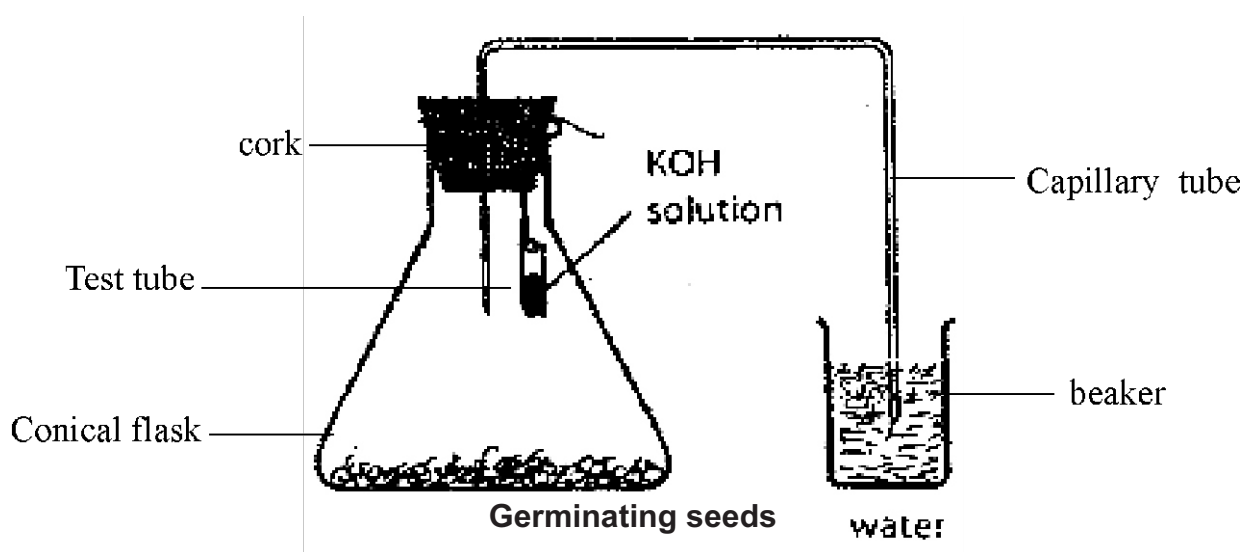 cork
KOH
solution
Capillary tube
Test tube
beaker
Conical flask
Germinating seeds
water